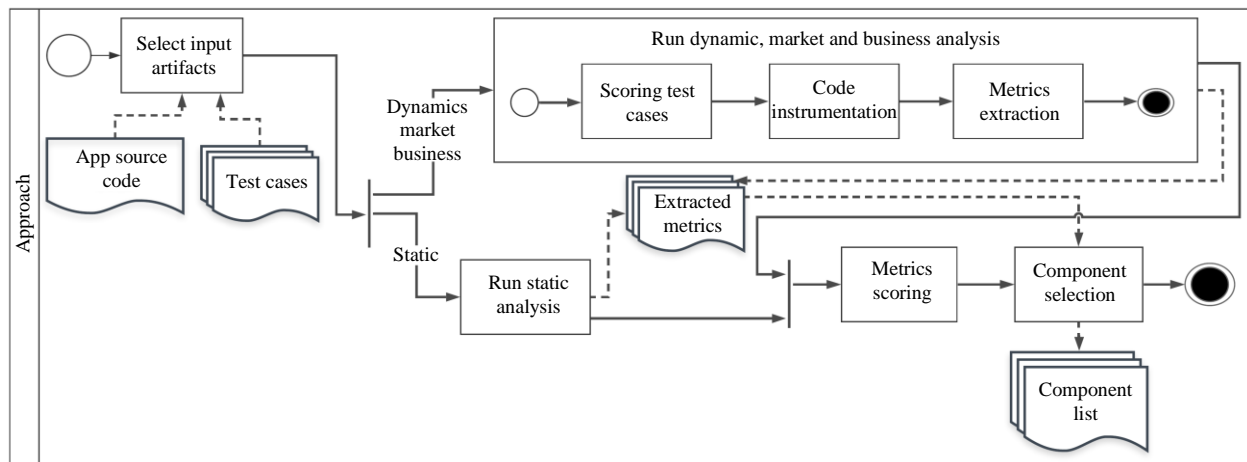 Approach
Select input
artifacts
App source
code
Test cases
Dynamics
market
business
Static
Run dynamic, market and business analysis
Scoring test
cases
Code
instrumentation
Metrics
extraction
Extracted
metrics
Run static
analysis
Metrics
scoring
Component
selection
Component
list